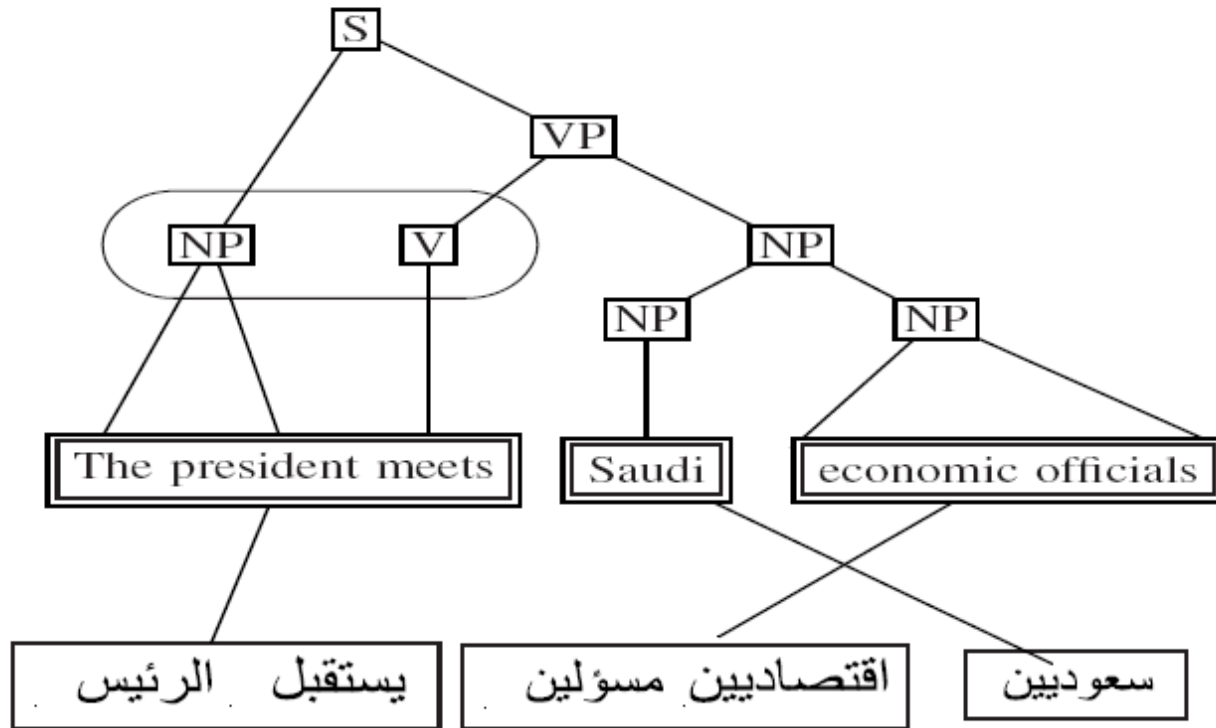 S
VP
NP V NP
NP NP
The president meets Saudi economic officials
يستقبل الرئيس
اقتصاديين مسؤلين
سعوديين